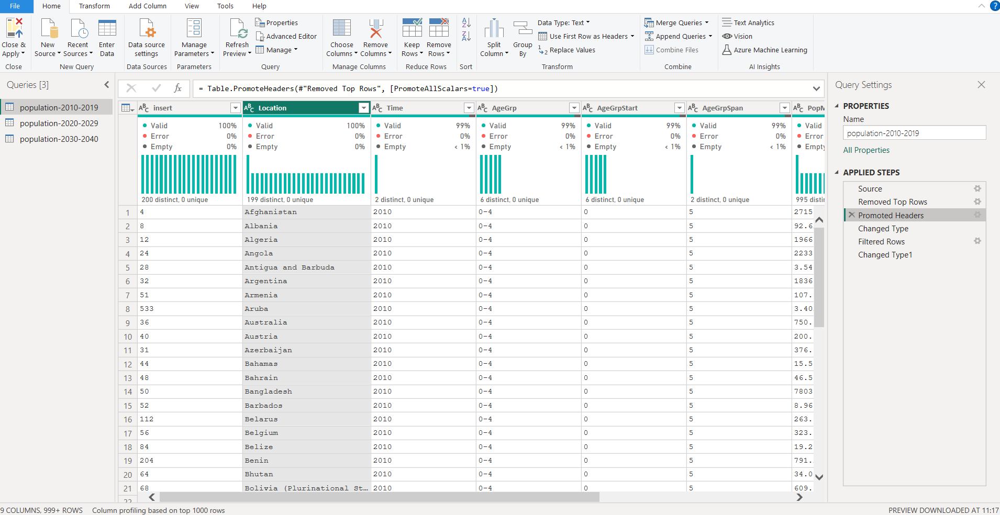 File Home Transform Add Column View Tools Help
Close & Apply
New Source
Recent Sources
Enter Data
Data source settings
Manage Parameters
Refresh Preview
Properties
Advanced Editor
Manage
Choose Columns
Remove Columns
Keep Rows
Remove Rows
Split Column
Group By
Data Type: Text
Use First Row as Headers
Replace Values
Merge Queries
Append Queries
Combine Files
Text Analytics
Vision
Azure Machine Learning
Close New Query Data Sources Parameters Query Manage Columns Reduce Rows Sort Transform Combine AI Insights
Queries [3]
population-2010-2019
population-2020-2029
population-2030-2040
fx = Table.PromoteHeaders(#"Removed Top Rows", [PromoteAllScalars=true])
ABC insert ABC Location ABC Time ABC AgeGrp ABC AgeGrpStart ABC AgeGrpSpan ABC
Valid 100% Valid 100% Valid 99% Valid 99% Valid 99% Valid 99% Valid
Error 0% Error 0% Error 0% Error 0% Error 0% Error 0% Error
Empty 0% Empty 0% Empty < 1% Empty < 1% Empty < 1% Empty < 1% Empty
200 distinct, 0 unique 199 distinct, 0 unique 2 distinct, 0 unique 6 distinct, 0 unique 6 distinct, 0 unique 2 distinct, 0 unique 995
1 4 Afghanistan 2010 0-4 0 5 2715
2 8 Albania 2010 0-4 0 5 92.6
3 12 Algeria 2010 0-4 0 5 1966
4 24 Angola 2010 0-4 0 5 2233
5 28 Antigua and Barbuda 2010 0-4 0 5 3.54
6 32 Argentina 2010 0-4 0 5 1836
7 51 Armenia 2010 0-4 0 5 107.
8 533 Aruba 2010 0-4 0 5 3.40
9 36 Australia 2010 0-4 0 5 750.
10 40 Austria 2010 0-4 0 5 200.
11 31 Azerbaijan 2010 0-4 0 5 376.
12 44 Bahamas 2010 0-4 0 5 15.5
13 48 Bahrain 2010 0-4 0 5 46.5
14 50 Bangladesh 2010 0-4 0 5 7803
15 52 Barbados 2010 0-4 0 5 8.96
16 112 Belarus 2010 0-4 0 5 263.
17 56 Belgium 2010 0-4 0 5 323.
18 84 Belize 2010 0-4 0 5 19.2
19 204 Benin 2010 0-4 0 5 791.
20 64 Bhutan 2010 0-4 0 5 34.0
21 68 Bolivia (Plurinational St... 2010 0-4 0 5 609.
22
Query Settings
PROPERTIES
Name
population-2010-2019
All Properties
APPLIED STEPS
Source
Removed Top Rows
Promoted Headers
Changed Type
Filtered Rows
Changed Type1
9 COLUMNS, 999+ ROWS Column profiling based on top 1000 rows PREVIEW DOWNLOADED AT 11:17